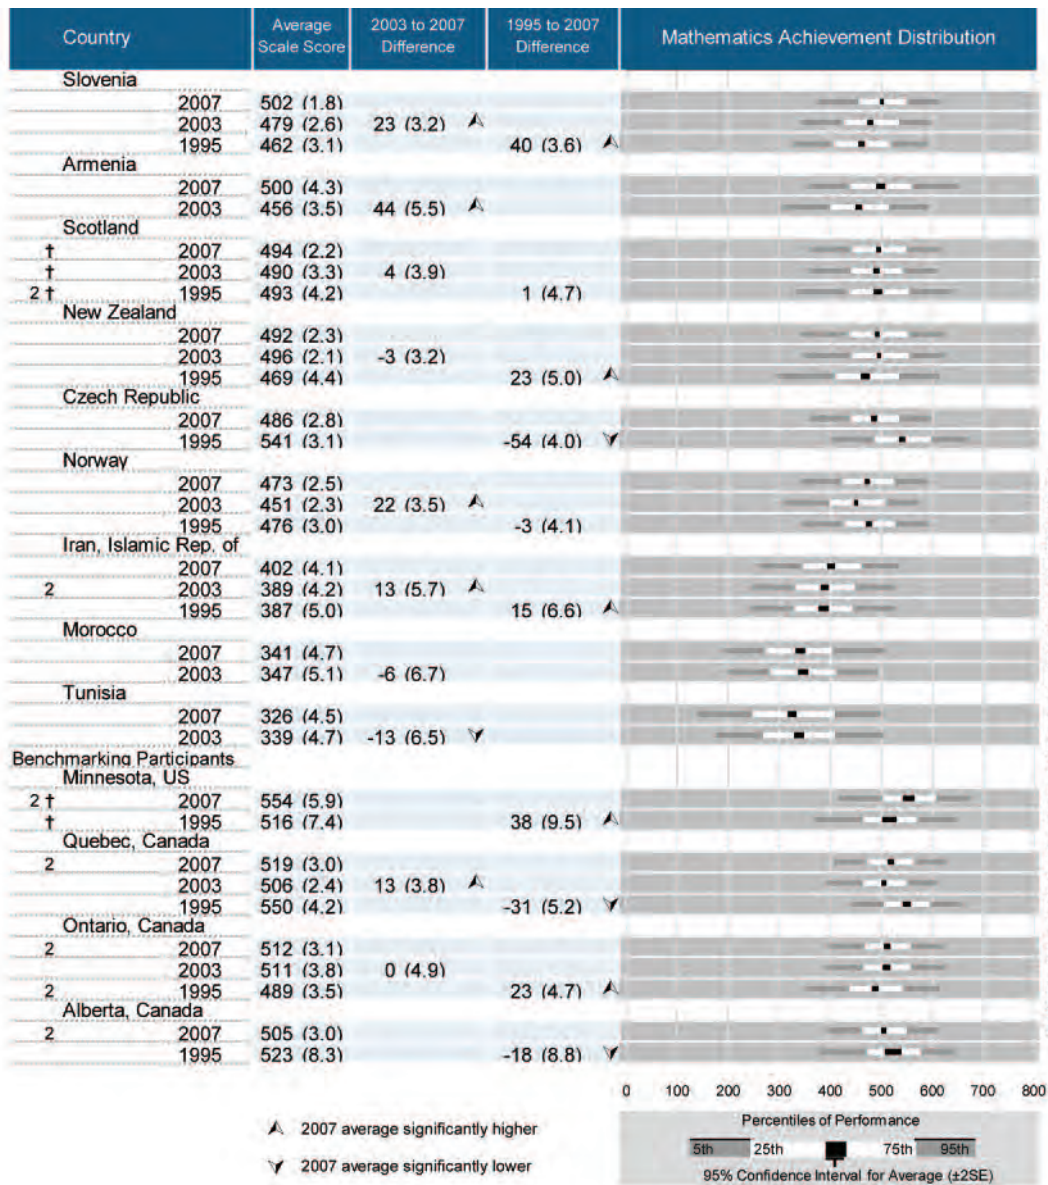 Country Average Scale Score 2003 to 2007 Difference 1995 to 2007 Difference Mathematics Achievement Distribution
Slovenia
2007 502 (1.8)
2003 479 (2.6) 23 (3.2)
1995 462 (3.1) 40 (3.6)
Armenia
2007 500 (4.3)
2003 456 (3.5) 44 (5.5)
Scotland
† 2007 494 (2.2)
† 2003 490 (3.3) 4 (3.9)
2 † 1995 493 (4.2) 1 (4.7)
New Zealand
2007 492 (2.3)
2003 496 (2.1) -3 (3.2)
1995 469 (4.4) 23 (5.0)
Czech Republic
2007 486 (2.8)
1995 541 (3.1) -54 (4.0)
Norway
2007 473 (2.5)
2003 451 (2.3) 22 (3.5)
1995 476 (3.0) -3 (4.1)
Iran, Islamic Rep. of
2007 402 (4.1)
2 2003 389 (4.2) 13 (5.7)
1995 387 (5.0) 15 (6.6)
Morocco
2007 341 (4.7)
2003 347 (5.1) -6 (6.7)
Tunisia
2007 326 (4.5)
2003 339 (4.7) -13 (6.5)
Benchmarking Participants
Minnesota, US
2 † 2007 554 (5.9)
† 1995 516 (7.4) 38 (9.5)
Quebec, Canada
2 2007 519 (3.0)
2003 506 (2.4) 13 (3.8)
1995 550 (4.2) -31 (5.2)
Ontario, Canada
2 2007 512 (3.1)
2003 511 (3.8) 0 (4.9)
2 1995 489 (3.5) 23 (4.7)
Alberta, Canada
2 2007 505 (3.0)
1995 523 (8.3) -18 (8.8)
0 100 200 300 400 500 600 700 800
2007 average significantly higher
2007 average significantly lower
Percentiles of Performance
5th 25th 75th 95th
95% Confidence Interval for Average (±2SE)